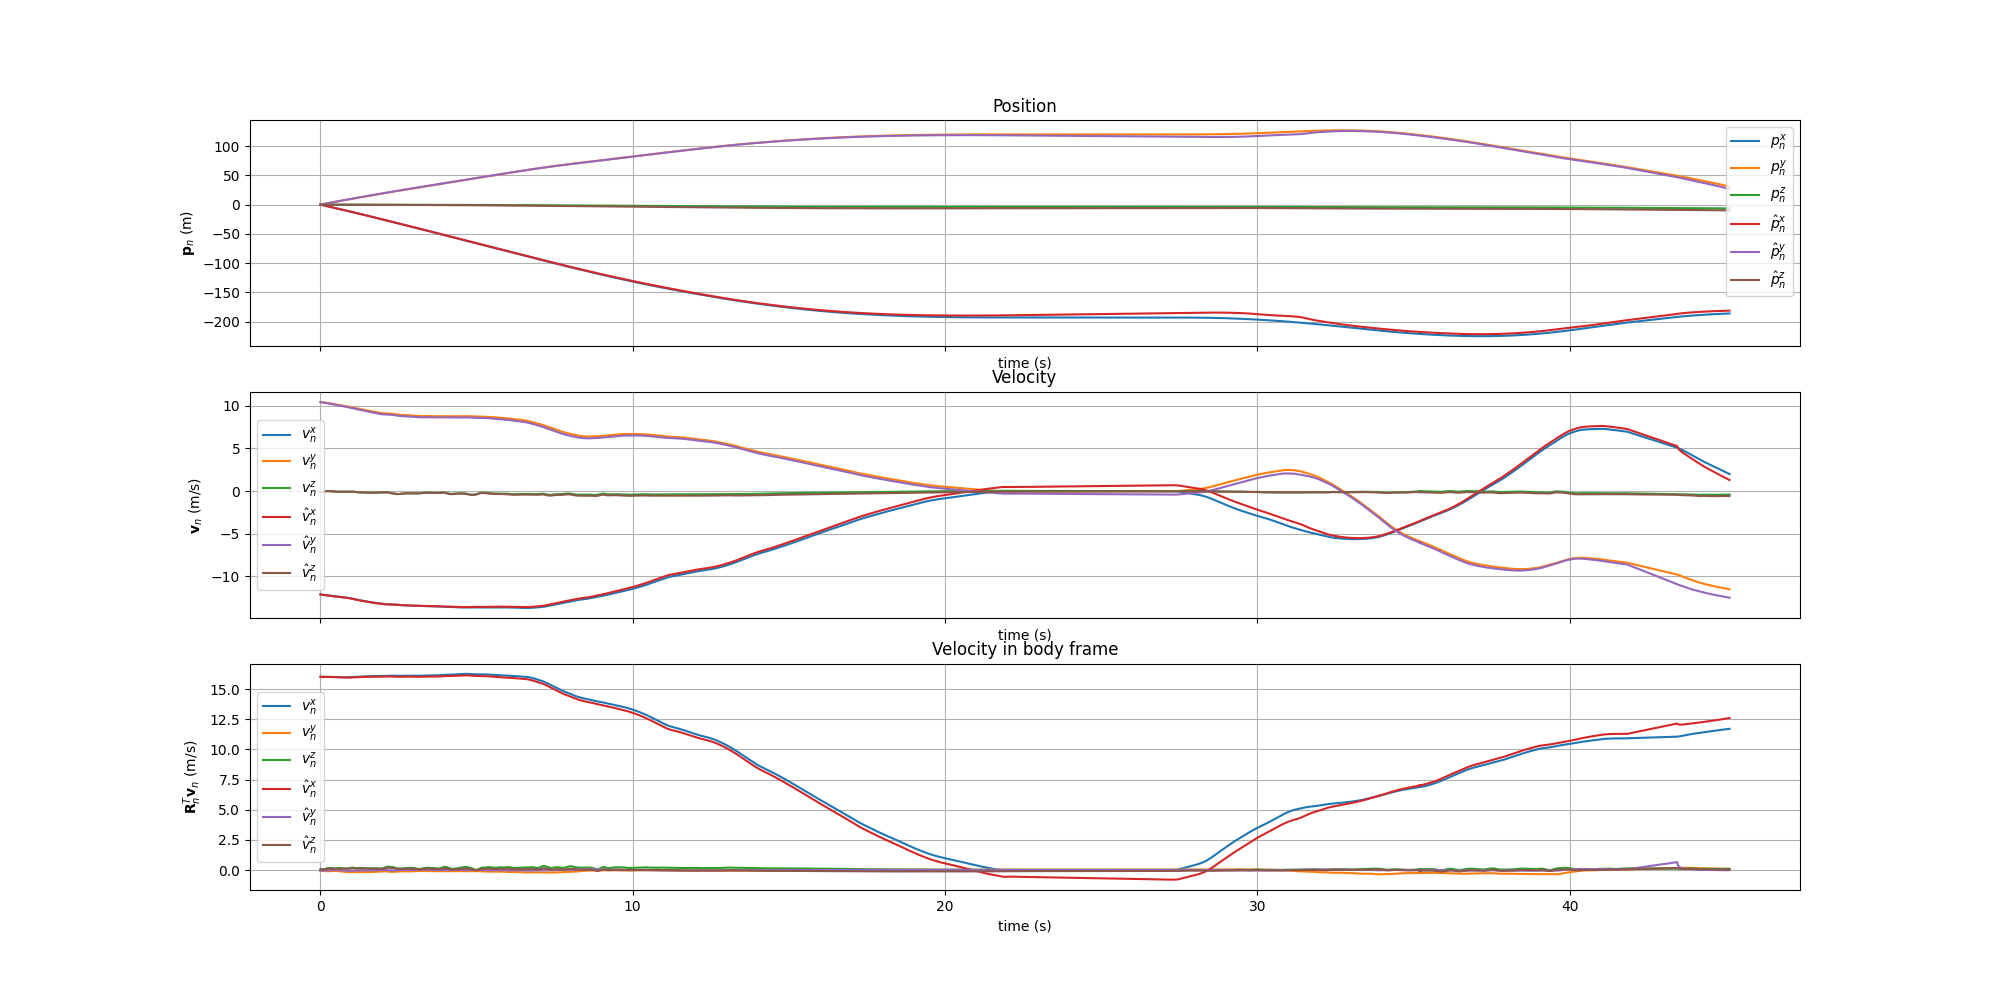 Position
100
50
0
−50
−100
−150
−200
p_n (m)
p_n^x
p_n^y
p_n^z
p̂_n^x
p̂_n^y
p̂_n^z
time (s)
Velocity
10
5
0
−5
−10
v_n (m/s)
v_n^x
v_n^y
v_n^z
v̂_n^x
v̂_n^y
v̂_n^z
time (s)
Velocity in body frame
15.0
12.5
10.0
7.5
5.0
2.5
0.0
R_n^T v_n (m/s)
v_n^x
v_n^y
v_n^z
v̂_n^x
v̂_n^y
v̂_n^z
0 10 20 30 40
time (s)